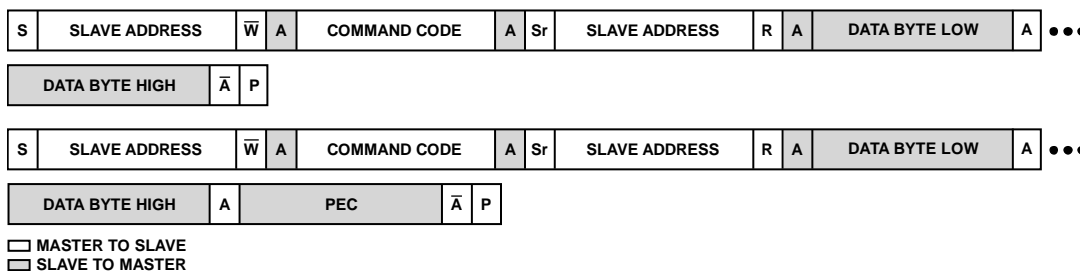 S SLAVE ADDRESS W̅ A COMMAND CODE A Sr SLAVE ADDRESS R A DATA BYTE LOW A •••
DATA BYTE HIGH A̅ P
S SLAVE ADDRESS W̅ A COMMAND CODE A Sr SLAVE ADDRESS R A DATA BYTE LOW A •••
DATA BYTE HIGH A PEC A̅ P
MASTER TO SLAVE
SLAVE TO MASTER